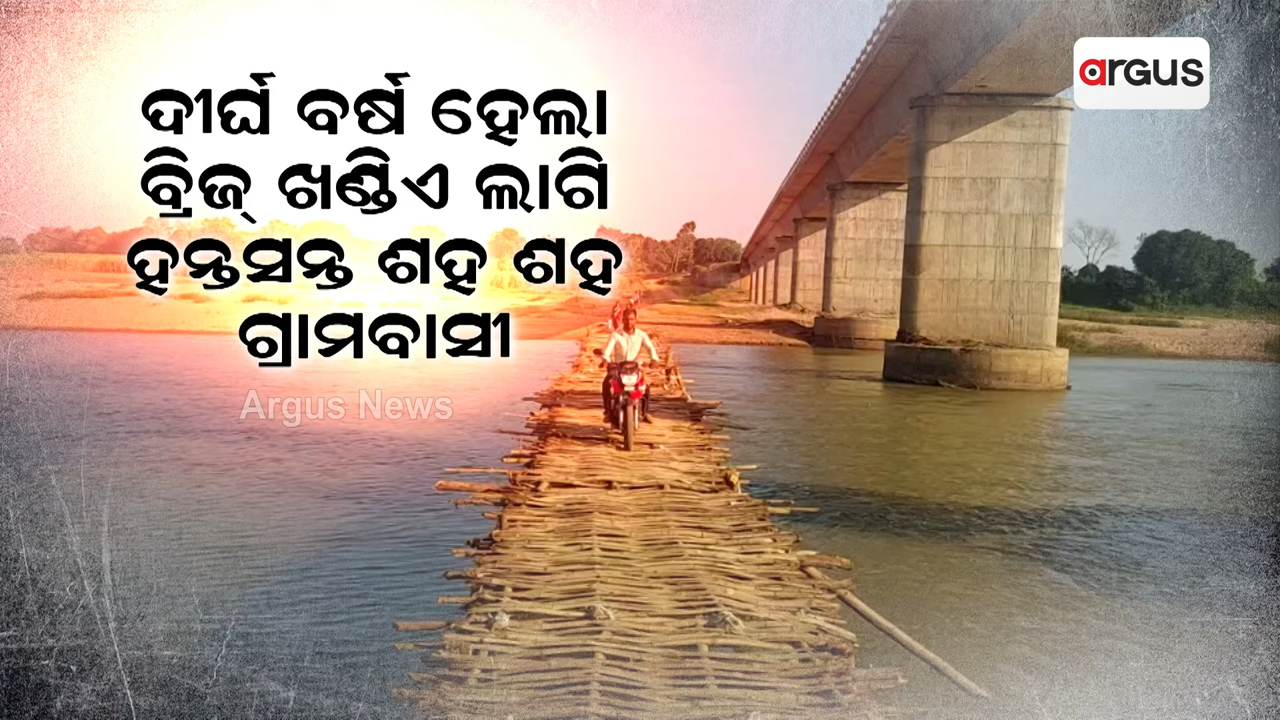 argus
ଦୀର୍ଘ ବର୍ଷ ହେଲା
ବ୍ରିଜ୍ ଖଣ୍ଡିଏ ଲାଗି
ହନ୍ତସନ୍ତ ଶହ ଶହ
ଗ୍ରାମବାସୀ
Argus News